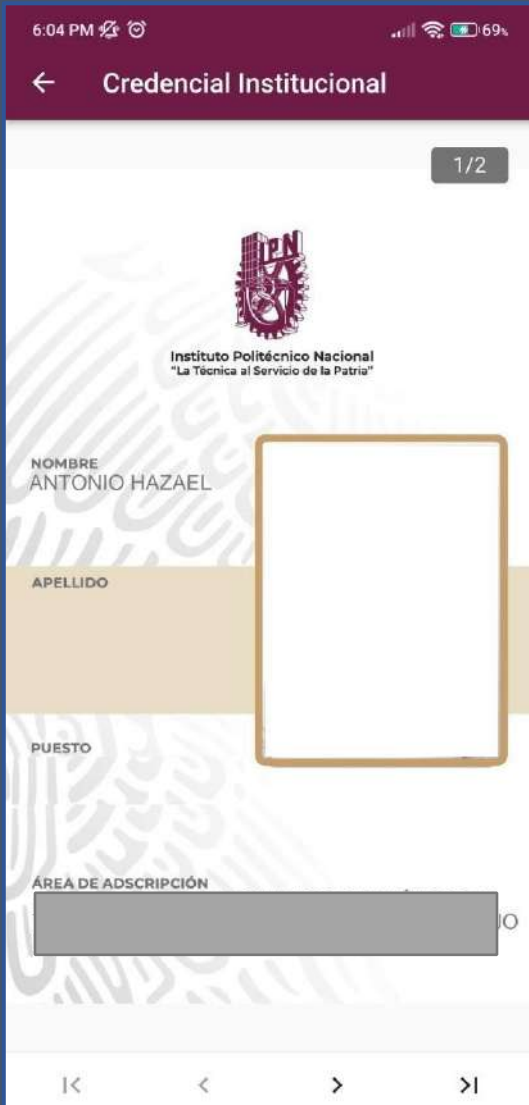 6:04 PM 69%
Credencial Institucional
1/2
IPN
Instituto Politécnico Nacional
"La Técnica al Servicio de la Patria"
NOMBRE
ANTONIO HAZAEL
APELLIDO
PUESTO
ÁREA DE ADSCRIPCIÓN
JO